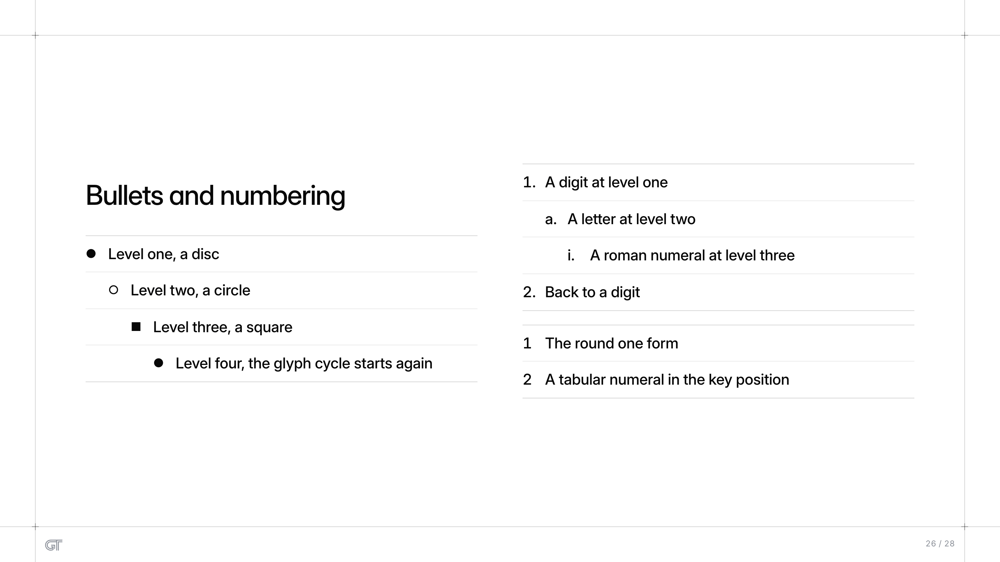 Bullets and numbering
● Level one, a disc
○ Level two, a circle
■ Level three, a square
● Level four, the glyph cycle starts again
1. A digit at level one
a. A letter at level two
i. A roman numeral at level three
2. Back to a digit
1 The round one form
2 A tabular numeral in the key position
GT
26 / 28